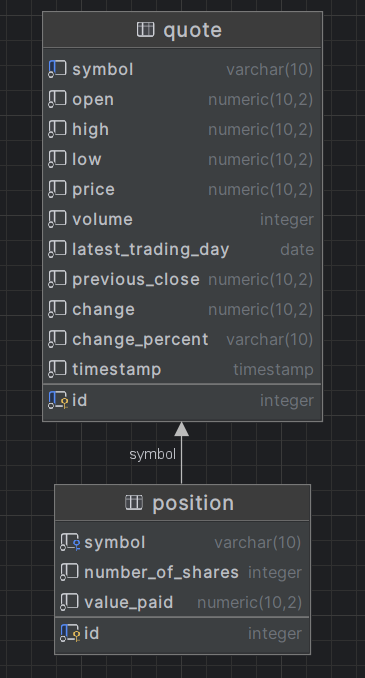 quote
symbol varchar(10)
open numeric(10,2)
high numeric(10,2)
low numeric(10,2)
price numeric(10,2)
volume integer
latest_trading_day date
previous_close numeric(10,2)
change numeric(10,2)
change_percent varchar(10)
timestamp timestamp
id integer
symbol
position
symbol varchar(10)
number_of_shares integer
value_paid numeric(10,2)
id integer